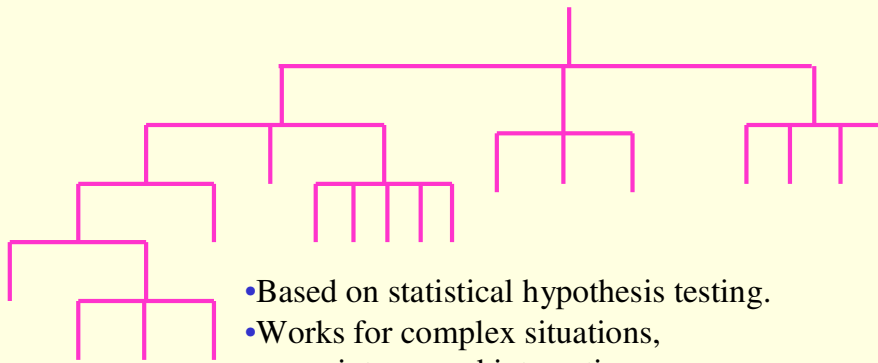 •Based on statistical hypothesis testing.
•Works for complex situations,